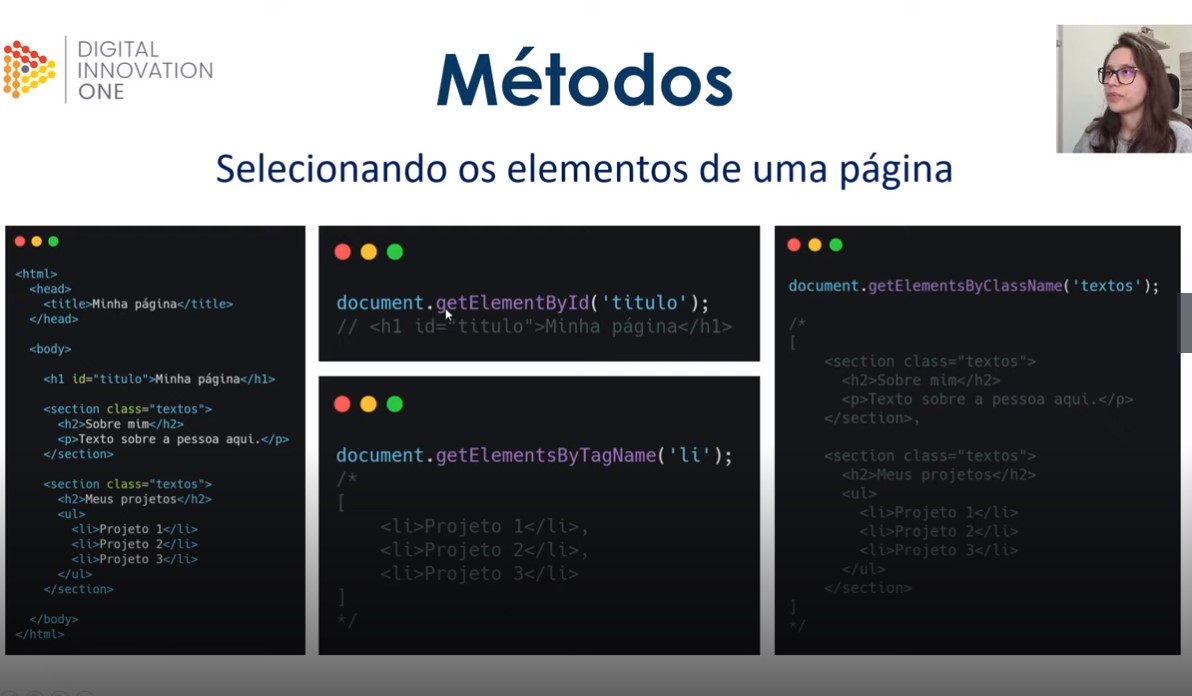 DIGITAL
INNOVATION
ONE
Métodos
Selecionando os elementos de uma página
<html>
<head>
<title>Minha página</title>
</head>
<body>
<h1 id="titulo">Minha página</h1>
<section class="textos">
<h2>Sobre mim</h2>
<p>Texto sobre a pessoa aqui.</p>
</section>
<section class="textos">
<h2>Meus projetos</h2>
<ul>
<li>Projeto 1</li>
<li>Projeto 2</li>
<li>Projeto 3</li>
</ul>
</section>
</body>
</html>
document.getElementById('titulo');
// <h1 id="titulo">Minha página</h1>
document.getElementsByTagName('li');
/*
[
<li>Projeto 1</li>,
<li>Projeto 2</li>,
<li>Projeto 3</li>
]
*/
document.getElementsByClassName('textos');
/*
[
<section class="textos">
<h2>Sobre mim</h2>
<p>Texto sobre a pessoa aqui.</p>
</section>,
<section class="textos">
<h2>Meus projetos</h2>
<ul>
<li>Projeto 1</li>
<li>Projeto 2</li>
<li>Projeto 3</li>
</ul>
</section>
]
*/